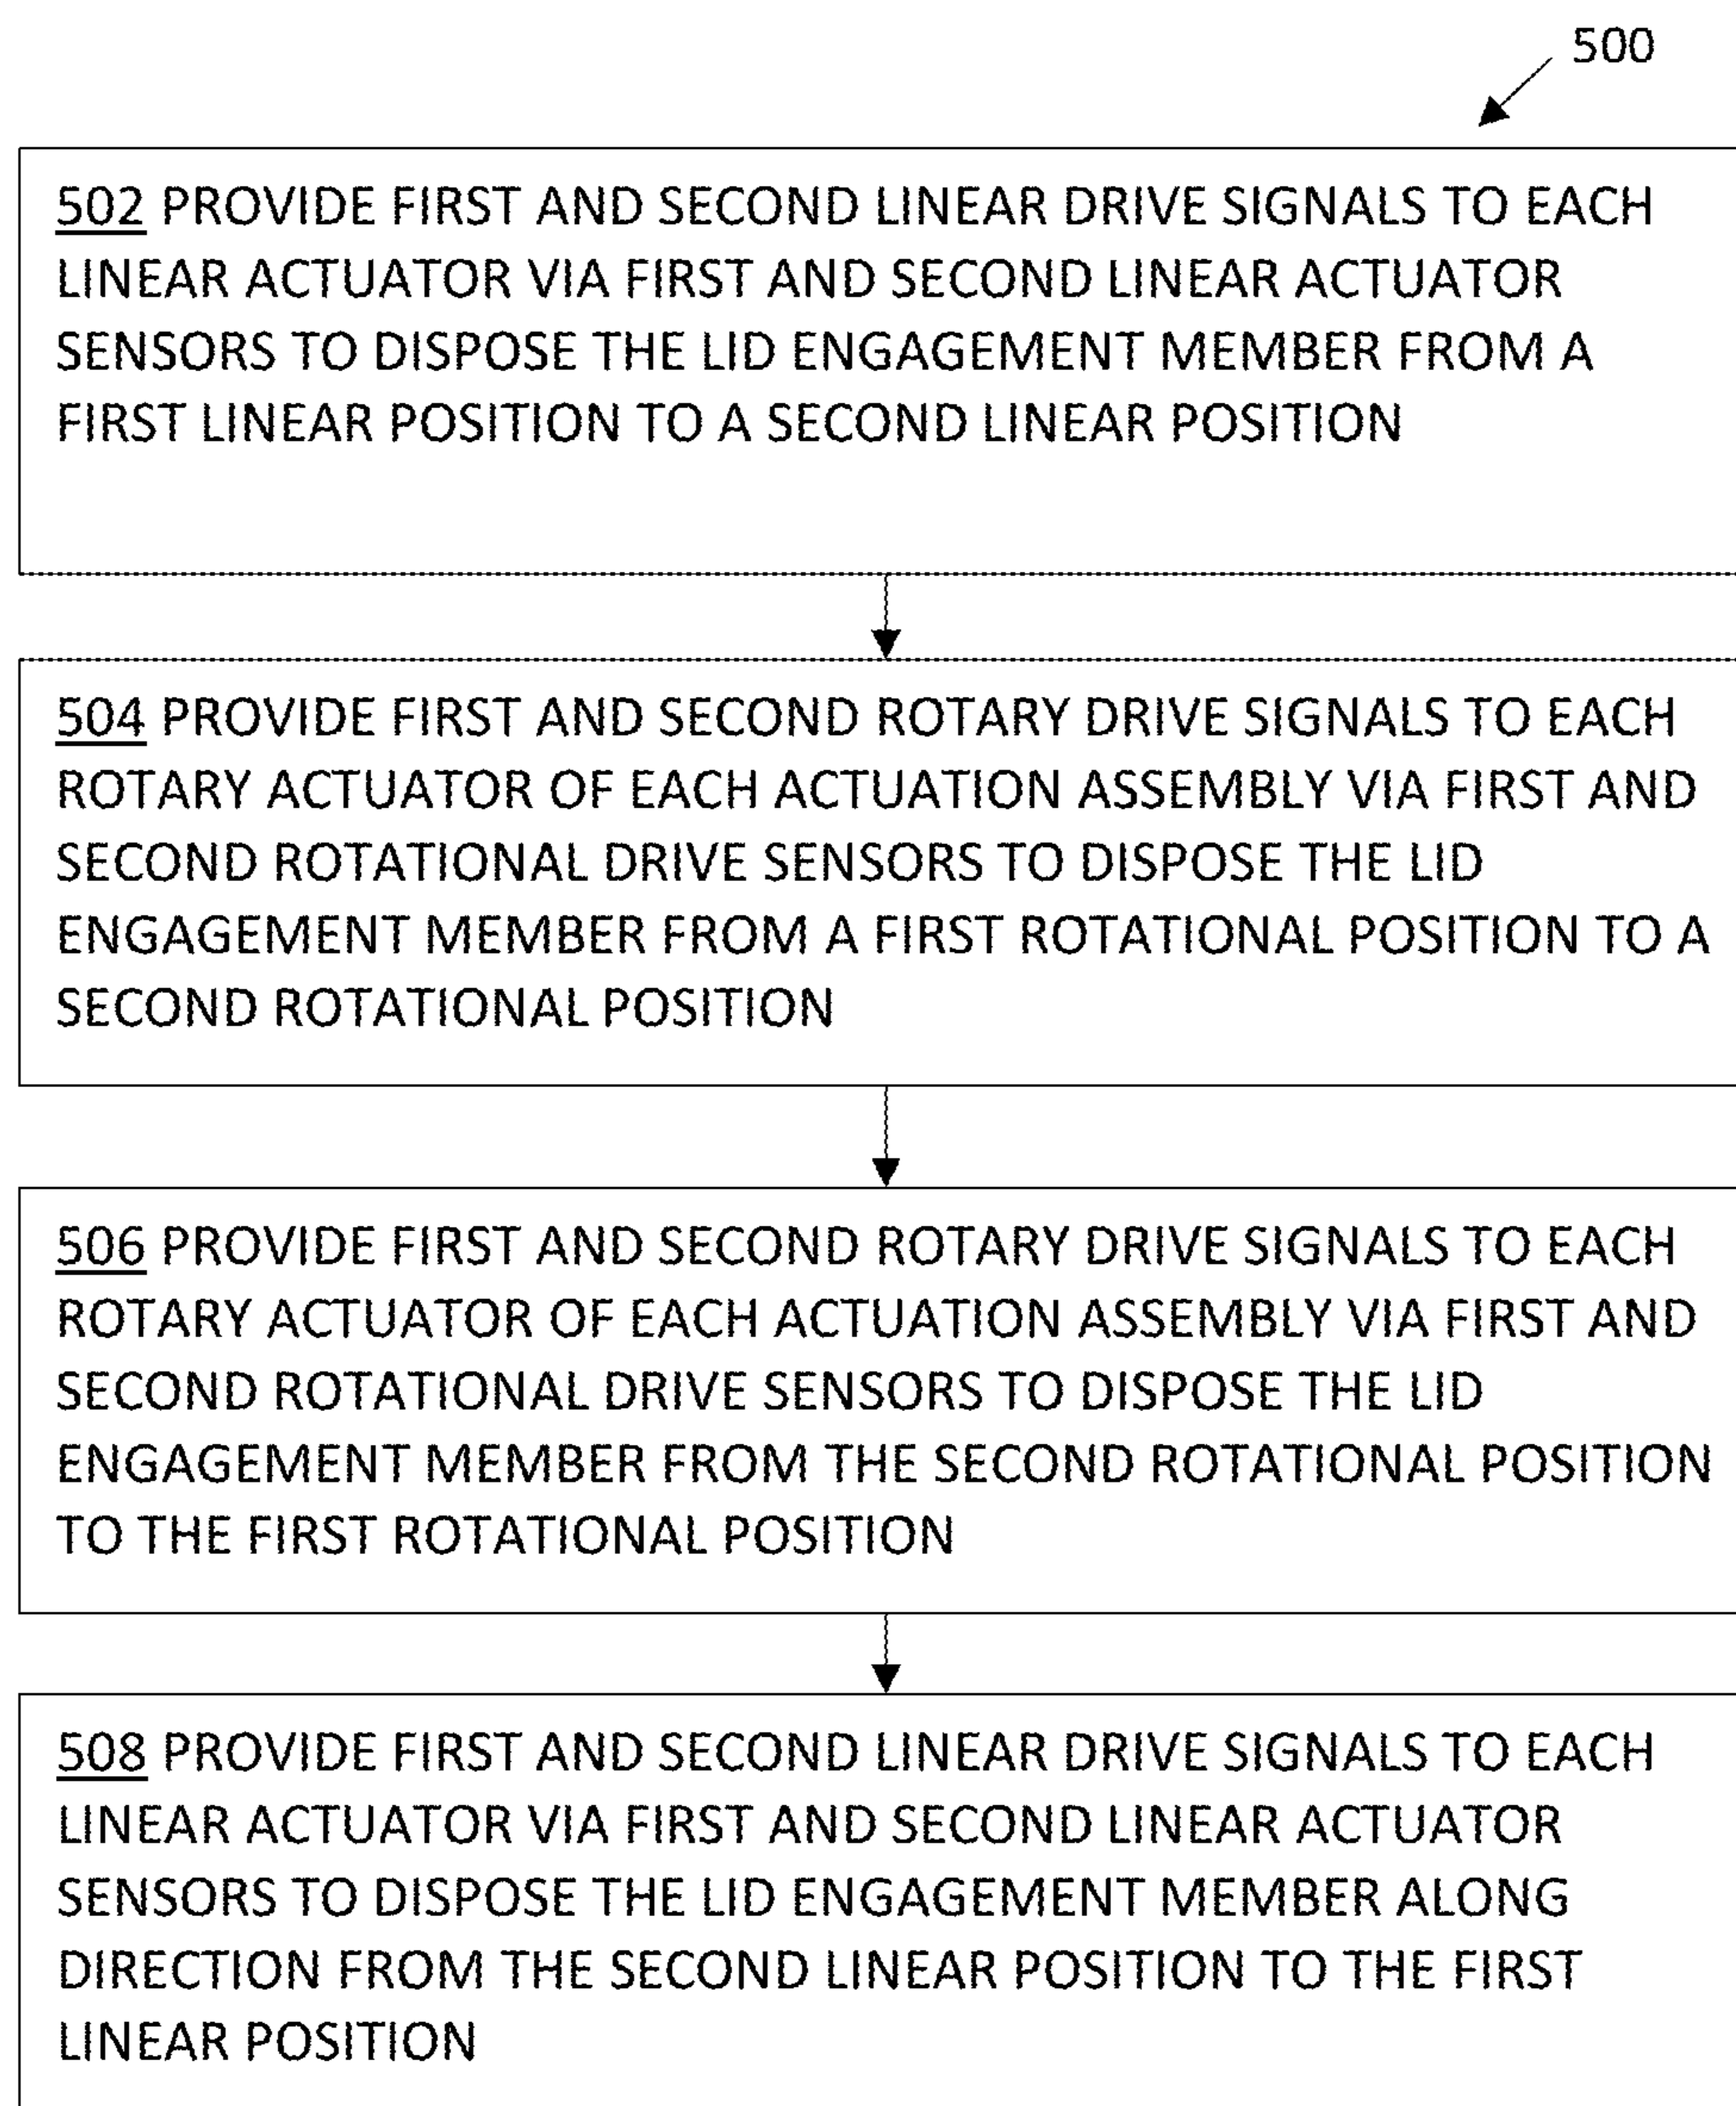 500
502 PROVIDE FIRST AND SECOND LINEAR DRIVE SIGNALS TO EACH
LINEAR ACTUATOR VIA FIRST AND SECOND LINEAR ACTUATOR
SENSORS TO DISPOSE THE LID ENGAGEMENT MEMBER FROM A
FIRST LINEAR POSITION TO A SECOND LINEAR POSITION
504 PROVIDE FIRST AND SECOND ROTARY DRIVE SIGNALS TO EACH
ROTARY ACTUATOR OF EACH ACTUATION ASSEMBLY VIA FIRST AND
SECOND ROTATIONAL DRIVE SENSORS TO DISPOSE THE LID
ENGAGEMENT MEMBER FROM A FIRST ROTATIONAL POSITION TO A
SECOND ROTATIONAL POSITION
506 PROVIDE FIRST AND SECOND ROTARY DRIVE SIGNALS TO EACH
ROTARY ACTUATOR OF EACH ACTUATION ASSEMBLY VIA FIRST AND
SECOND ROTATIONAL DRIVE SENSORS TO DISPOSE THE LID
ENGAGEMENT MEMBER FROM THE SECOND ROTATIONAL POSITION
TO THE FIRST ROTATIONAL POSITION
508 PROVIDE FIRST AND SECOND LINEAR DRIVE SIGNALS TO EACH
LINEAR ACTUATOR VIA FIRST AND SECOND LINEAR ACTUATOR
SENSORS TO DISPOSE THE LID ENGAGEMENT MEMBER ALONG
DIRECTION FROM THE SECOND LINEAR POSITION TO THE FIRST
LINEAR POSITION